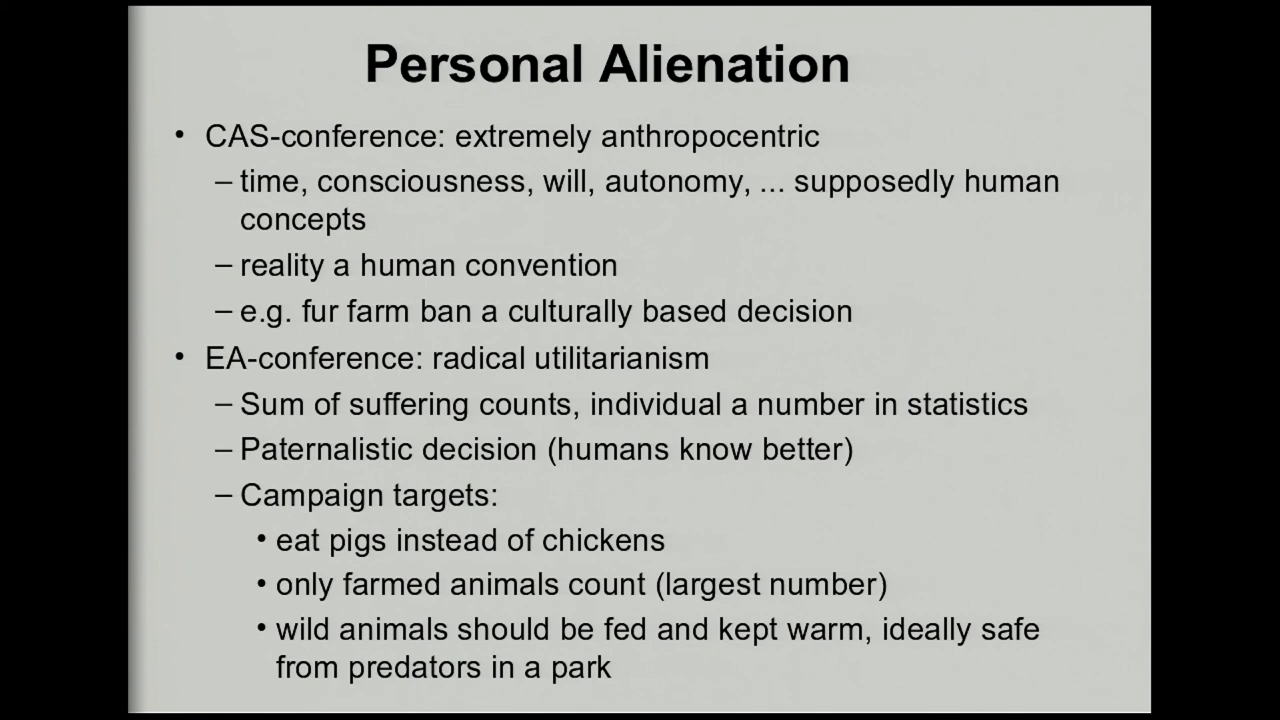 Personal Alienation
• CAS-conference: extremely anthropocentric
– time, consciousness, will, autonomy, ... supposedly human
concepts
– reality a human convention
– e.g. fur farm ban a culturally based decision
• EA-conference: radical utilitarianism
– Sum of suffering counts, individual a number in statistics
– Paternalistic decision (humans know better)
– Campaign targets:
• eat pigs instead of chickens
• only farmed animals count (largest number)
• wild animals should be fed and kept warm, ideally safe
from predators in a park